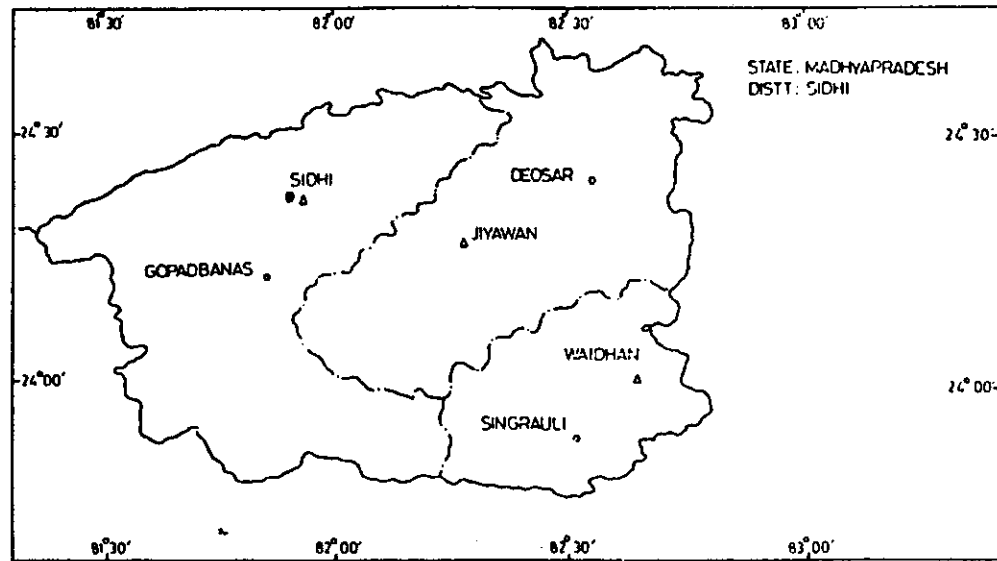 81°30' 82°00' 82°30' 83°00'
STATE. MADHYAPRADESH
DISTT: SIDHI
24°30' 24°30'
DEOSAR
SIDHI
JIYAWAN
GOPADBANAS
WAIDHAN
24°00' 24°00'
SINGRAULI
81°30' 82°00' 82°30' 83°00'